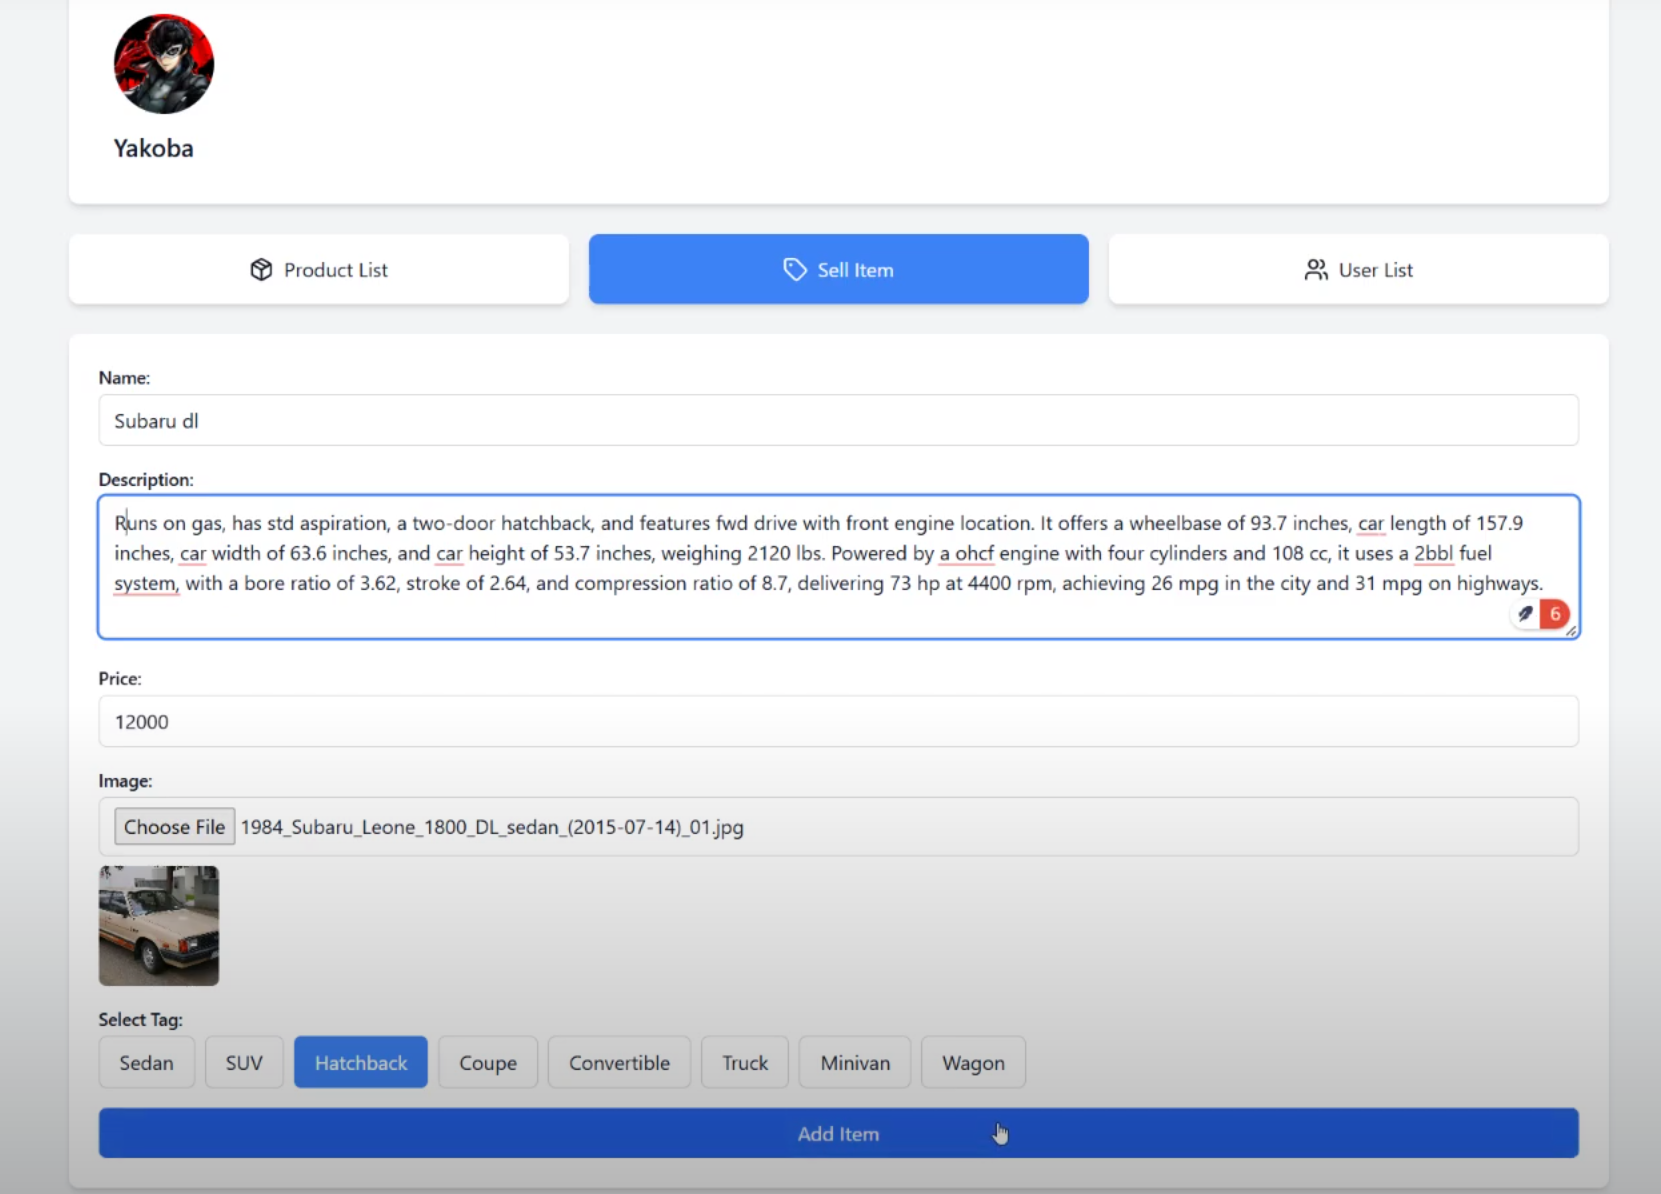 Yakoba
Product List
Sell Item
User List
Name:
Subaru dl
Description:
Runs on gas, has std aspiration, a two-door hatchback, and features fwd drive with front engine location. It offers a wheelbase of 93.7 inches, car length of 157.9
inches, car width of 63.6 inches, and car height of 53.7 inches, weighing 2120 lbs. Powered by a ohcf engine with four cylinders and 108 cc, it uses a 2bbl fuel
system, with a bore ratio of 3.62, stroke of 2.64, and compression ratio of 8.7, delivering 73 hp at 4400 rpm, achieving 26 mpg in the city and 31 mpg on highways.
6
Price:
12000
Image:
Choose File 1984_Subaru_Leone_1800_DL_sedan_(2015-07-14)_01.jpg
Select Tag:
Sedan SUV Hatchback Coupe Convertible Truck Minivan Wagon
Add Item